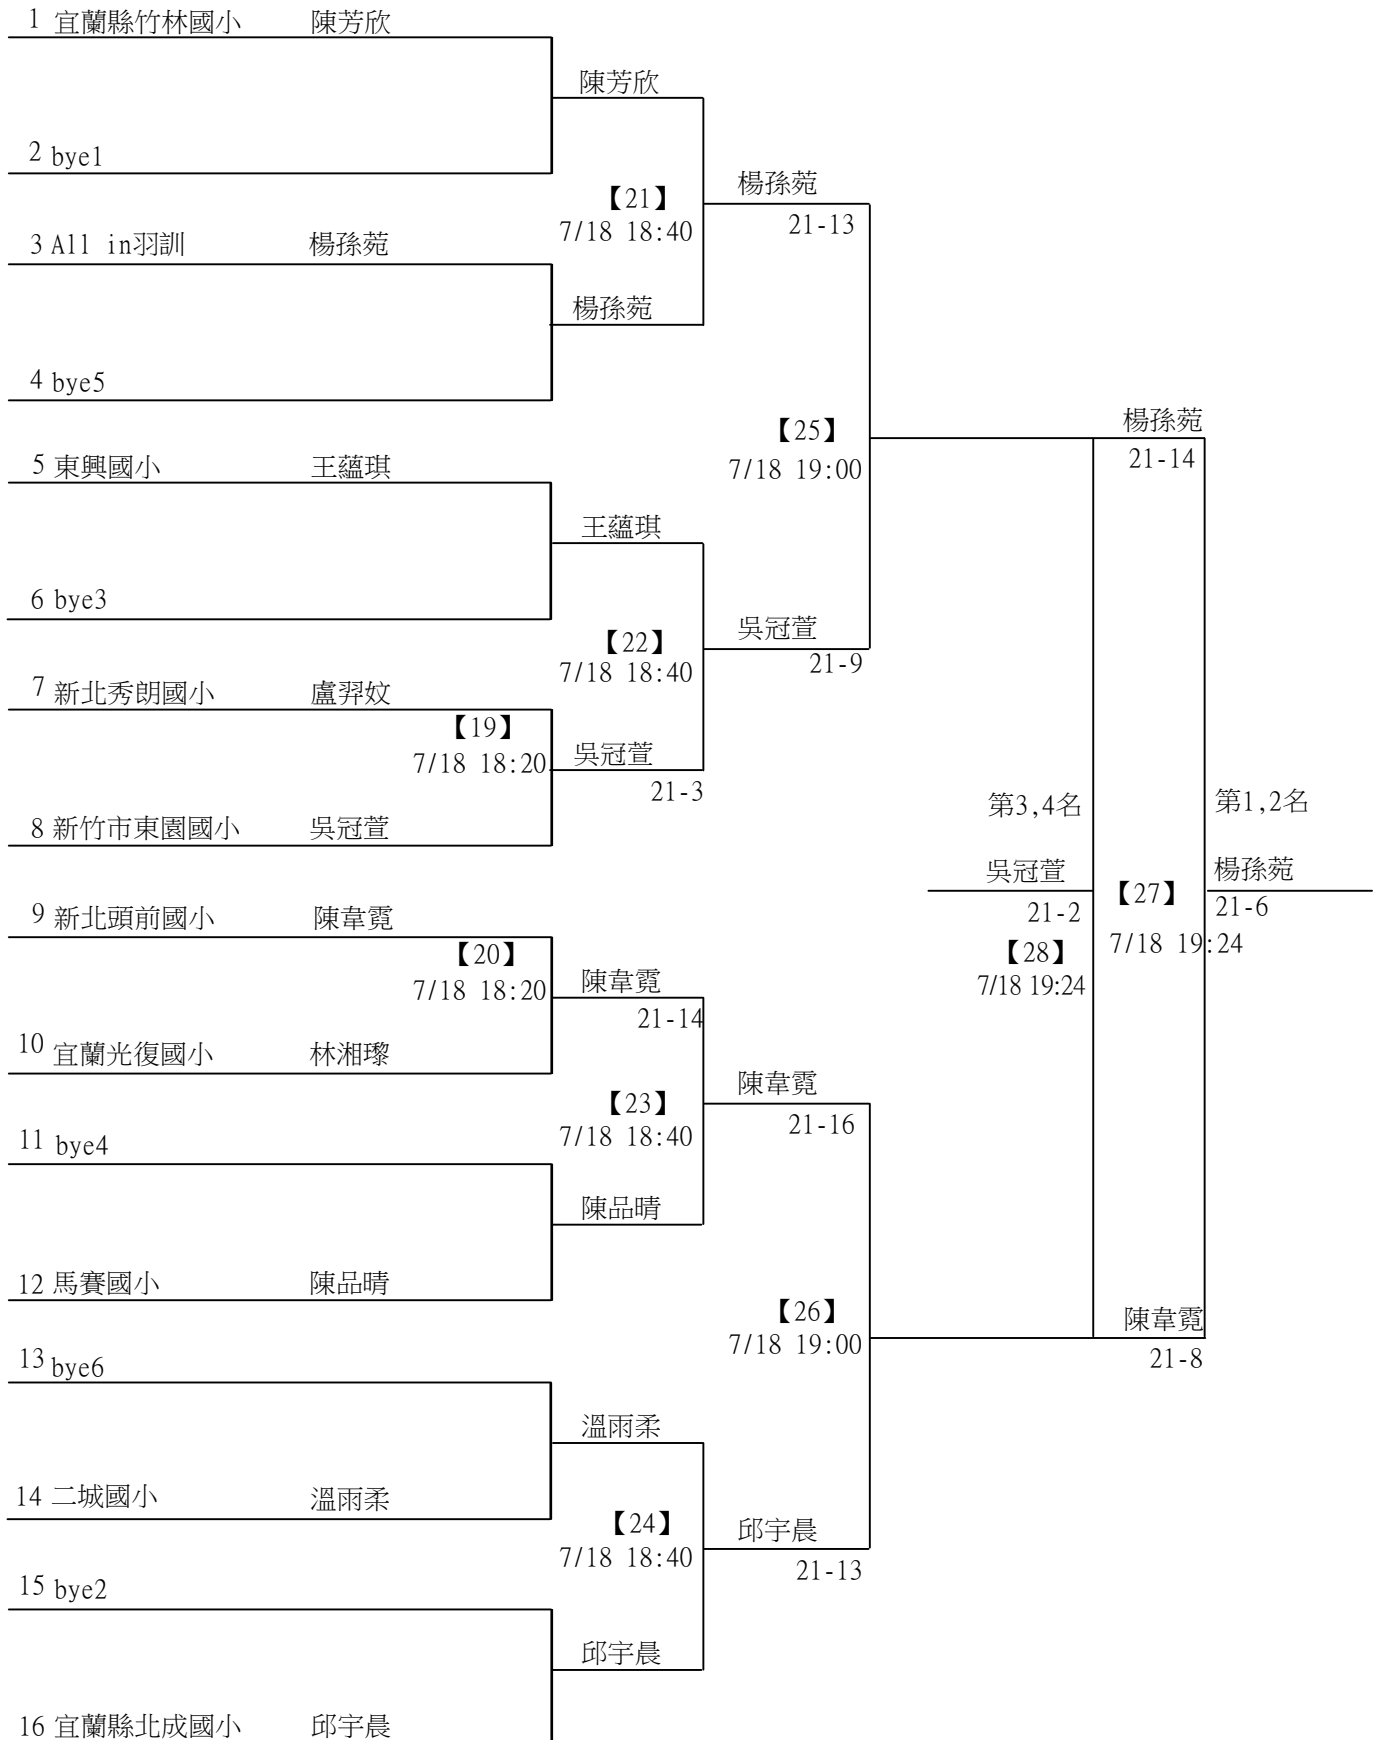 1 宜蘭縣竹林國小 陳芳欣
陳芳欣
2 bye1
【21】
7/18 18:40
楊孫菀
21-13
3 All in羽訓 楊孫菀
楊孫菀
4 bye5
【25】
7/18 19:00
楊孫菀
21-14
5 東興國小 王蘊琪
王蘊琪
6 bye3
【22】
7/18 18:40
吳冠萱
21-9
7 新北秀朗國小 盧羿妏
【19】
7/18 18:20
吳冠萱
21-3
8 新竹市東園國小 吳冠萱
第3,4名
第1,2名
吳冠萱
21-2
【28】
7/18 19:24
【27】
7/18 19:24
楊孫菀
21-6
9 新北頭前國小 陳韋霓
【20】
7/18 18:20
陳韋霓
21-14
10 宜蘭光復國小 林湘瓈
【23】
7/18 18:40
陳韋霓
21-16
11 bye4
陳品晴
12 馬賽國小 陳品晴
【26】
7/18 19:00
陳韋霓
21-8
13 bye6
溫雨柔
14 二城國小 溫雨柔
【24】
7/18 18:40
邱宇晨
21-13
15 bye2
邱宇晨
16 宜蘭縣北成國小 邱宇晨